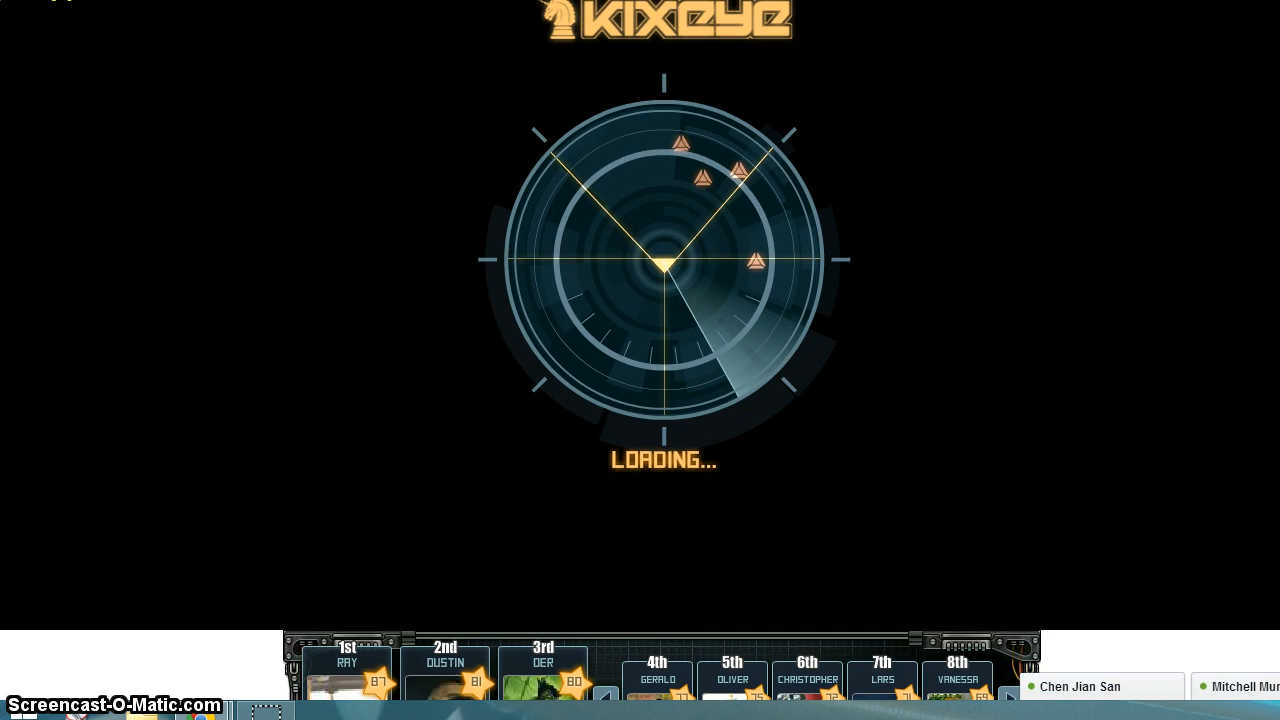 KIXEYE
LOADING...
1st 2nd 3rd
RAY DUSTIN DER
4th 5th 6th 7th 8th
GERALD OLIVER CHRISTOPHER LARS VANESSA
87 81 80
Chen Jian San
Screencast-O-Matic.com